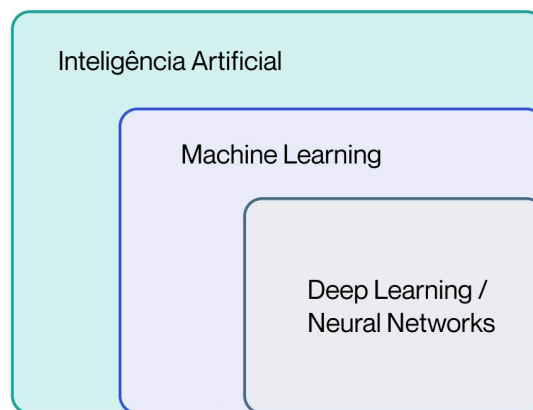 Inteligência Artificial
Machine Learning
Deep Learning /
Neural Networks